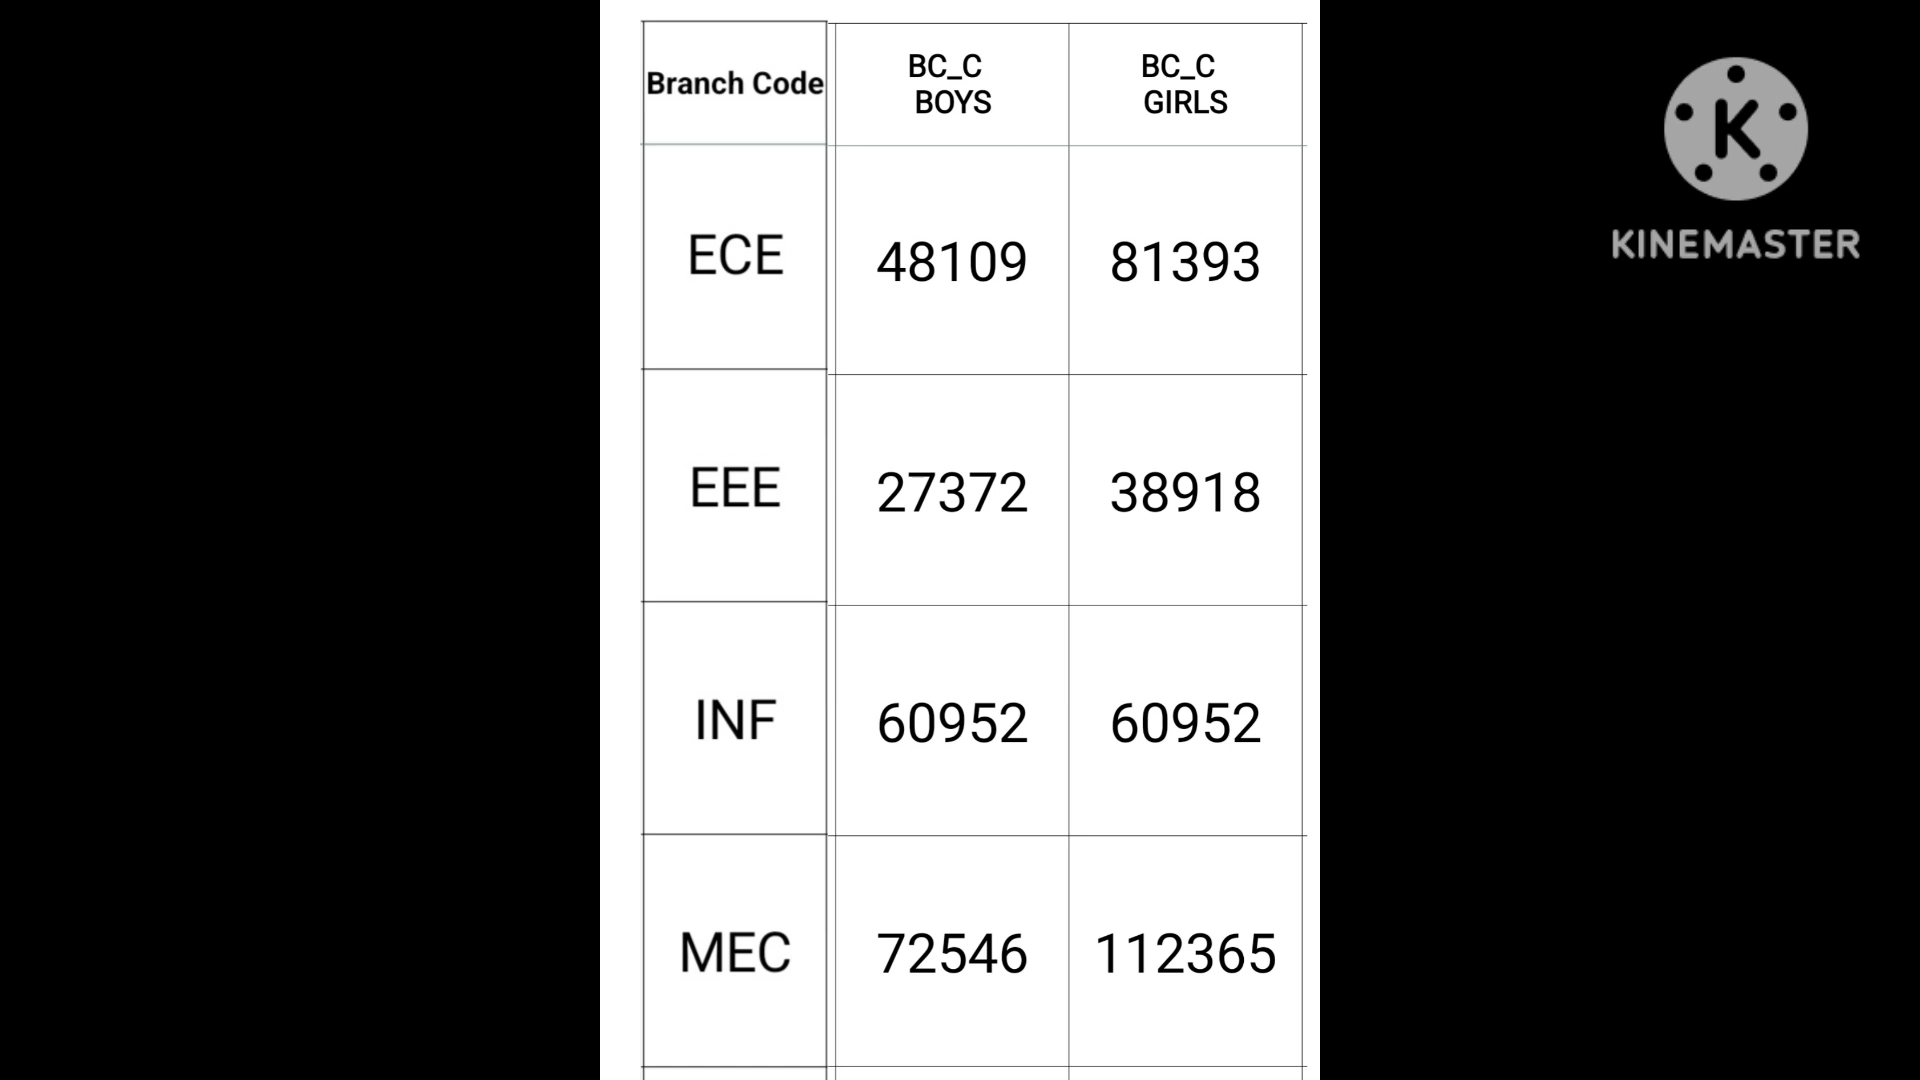 Branch Code BC_C BC_C
BOYS GIRLS
ECE 48109 81393
EEE 27372 38918
INF 60952 60952
MEC 72546 112365
K
KINEMASTER